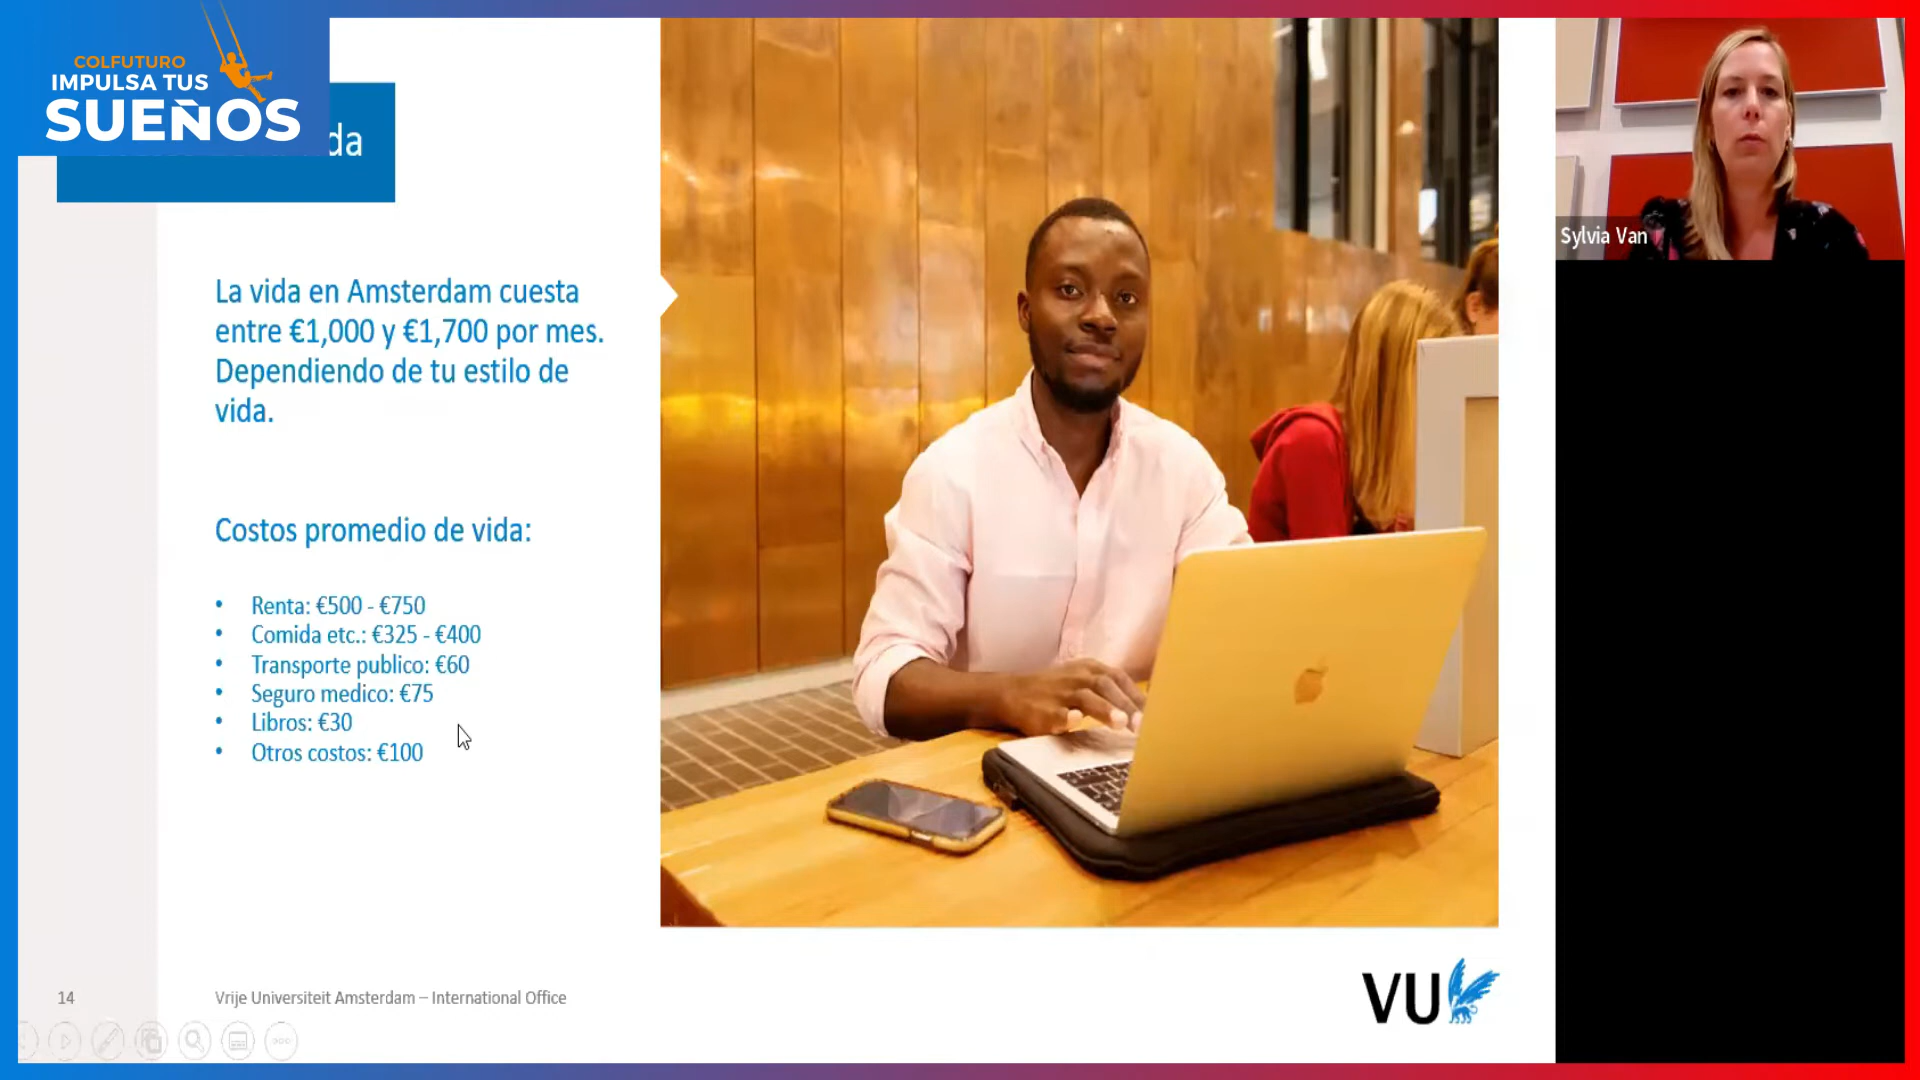 COLFUTURO
IMPULSA TUS
SUEÑOS
La vida en Amsterdam cuesta
entre €1,000 y €1,700 por mes.
Dependiendo de tu estilo de
vida.
Costos promedio de vida:
• Renta: €500 - €750
• Comida etc.: €325 - €400
• Transporte publico: €60
• Seguro medico: €75
• Libros: €30
• Otros costos: €100
14
Vrije Universiteit Amsterdam – International Office
VU
Sylvia Van